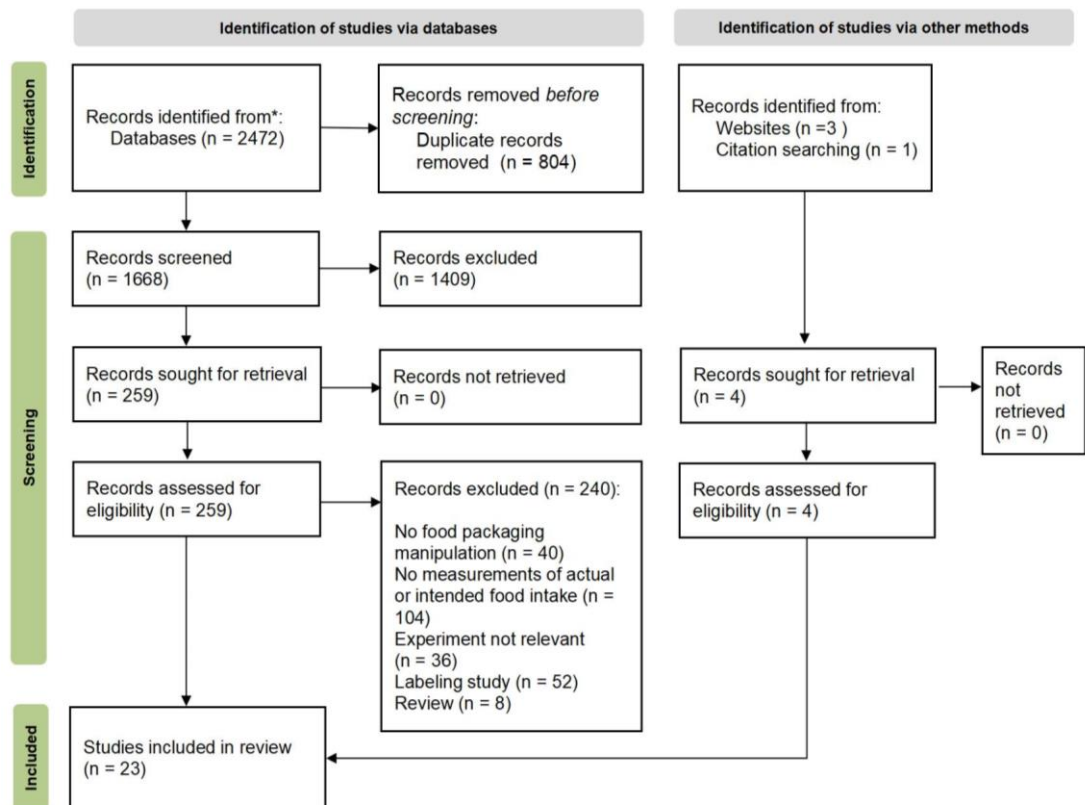 Identification of studies via databases
Identification of studies via other methods
Identification
Records identified from*:
Databases (n = 2472)
Records removed before
screening:
Duplicate records
removed (n = 804)
Records identified from:
Websites (n =3 )
Citation searching (n = 1)
Screening
Records screened
(n = 1668)
Records excluded
(n = 1409)
Records sought for retrieval
(n = 259)
Records not retrieved
(n = 0)
Records sought for retrieval
(n = 4)
Records
not
retrieved
(n = 0)
Records assessed for
eligibility (n = 259)
Records excluded (n = 240):
No food packaging
manipulation (n = 40)
No measurements of actual
or intended food intake (n =
104)
Experiment not relevant
(n = 36)
Labeling study (n = 52)
Review (n = 8)
Records assessed for
eligibility (n = 4)
Included
Studies included in review
(n = 23)